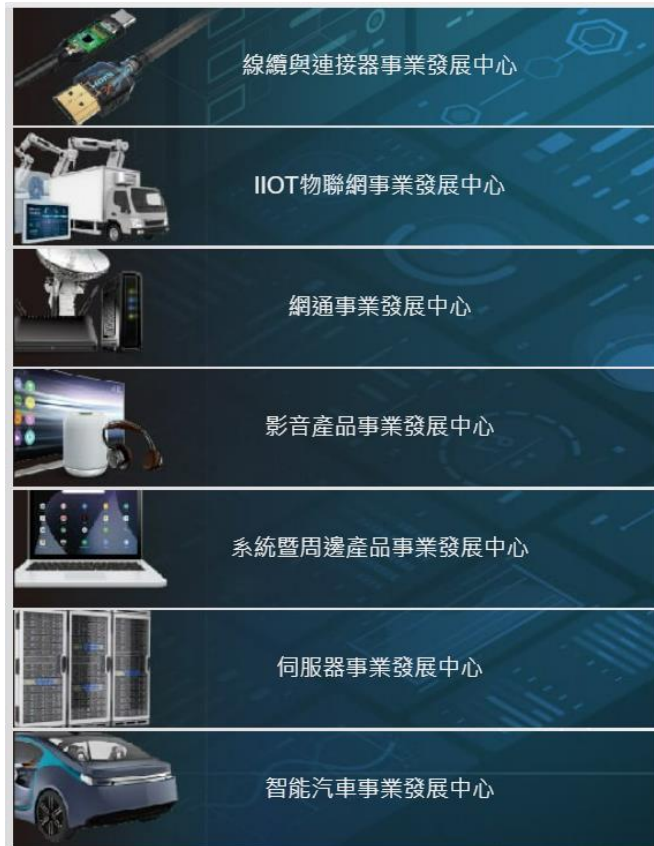 線纜與連接器事業發展中心
IIOT物聯網事業發展中心
網通事業發展中心
影音產品事業發展中心
系統暨周邊產品事業發展中心
伺服器事業發展中心
智能汽車事業發展中心